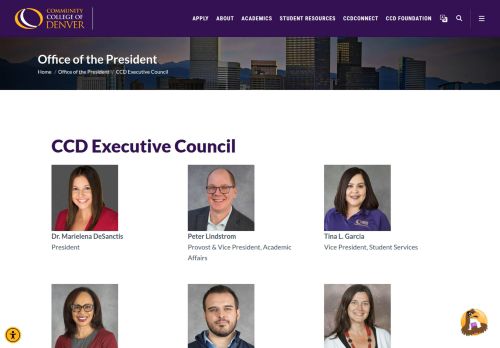 COMMUNITY
COLLEGE OF
DENVER
APPLY ABOUT ACADEMICS STUDENT RESOURCES CCDCONNECT CCD FOUNDATION
Office of the President
Home / Office of the President / CCD Executive Council
CCD Executive Council
Dr. Marielena DeSanctis
President
Peter Lindstrom
Provost & Vice President, Academic
Affairs
Tina L. Garcia
Vice President, Student Services